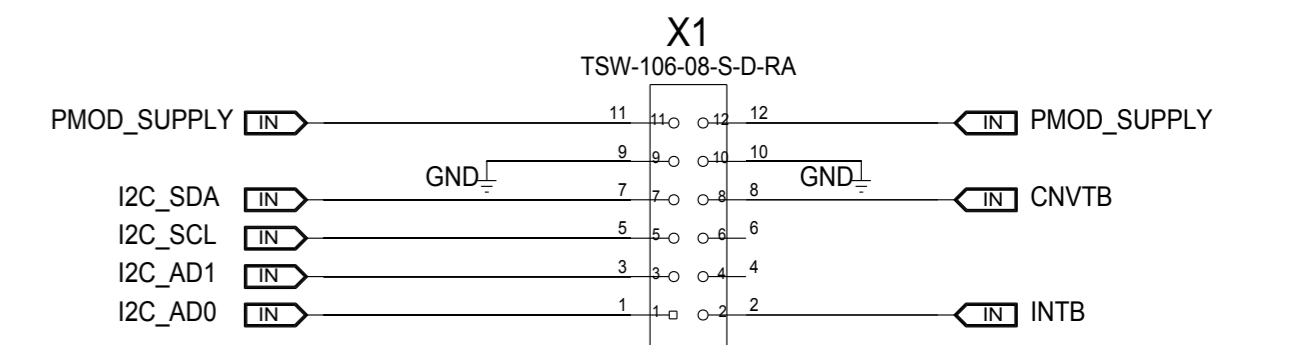 X1
TSW-106-08-S-D-RA
PMOD_SUPPLY IN 11 11 12 12 IN PMOD_SUPPLY
9 9 10 10
GND GND
I2C_SDA IN 7 7 8 8 IN CNVTB
I2C_SCL IN 5 5 6 6
I2C_AD1 IN 3 3 4 4
I2C_AD0 IN 1 1 2 2 IN INTB